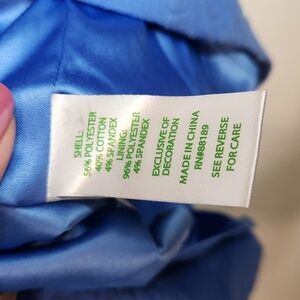 SHELL:
56% POLYESTER
40% COTTON
4% SPANDEX
LINING:
96% POLYESTER
4% SPANDEX
EXCLUSIVE OF
DECORATION
MADE IN CHINA
RN#88189
SEE REVERSE
FOR CARE